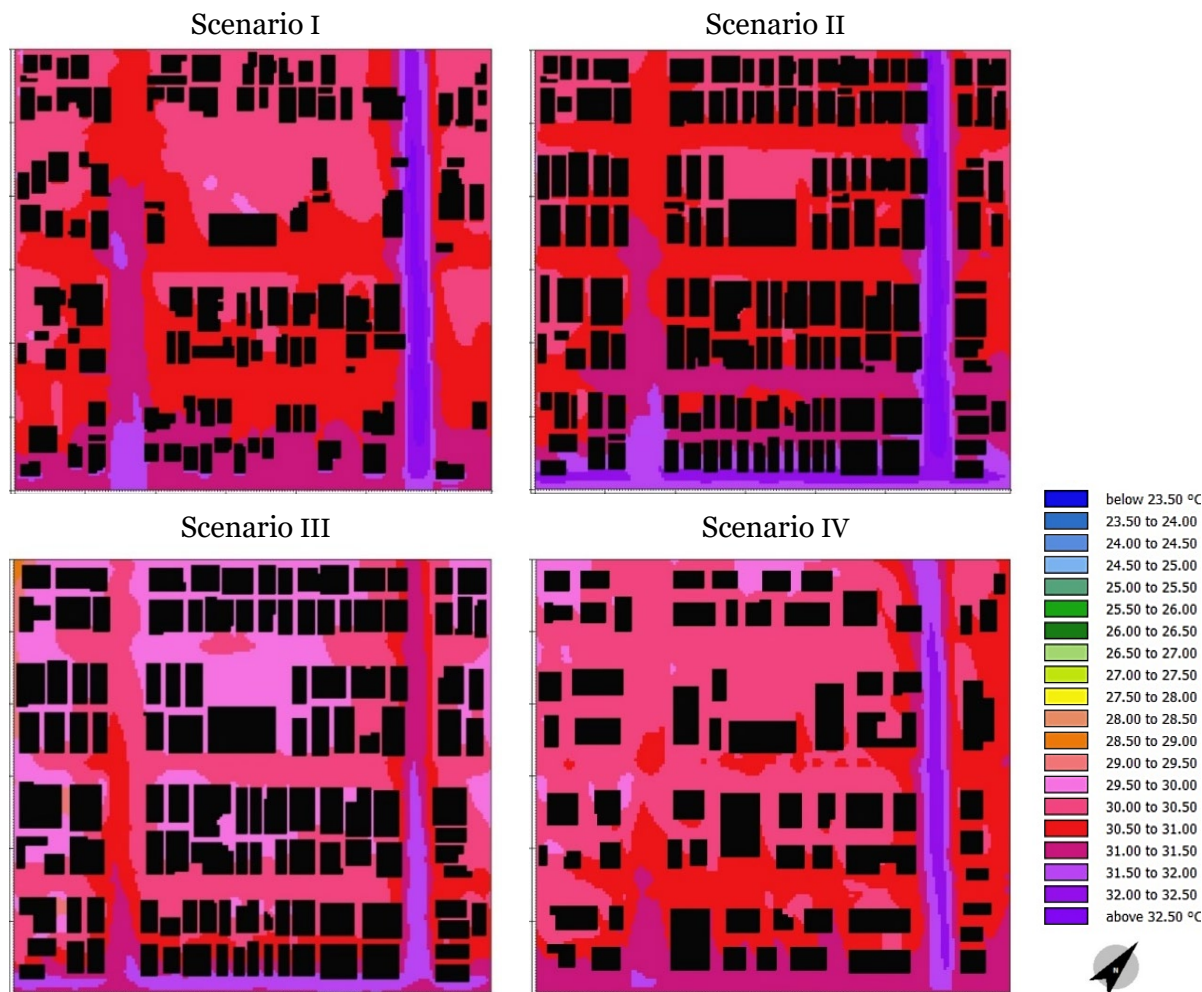 Scenario I
Scenario II
Scenario III
Scenario IV
below 23.50 ºC
23.50 to 24.00
24.00 to 24.50
24.50 to 25.00
25.00 to 25.50
25.50 to 26.00
26.00 to 26.50
26.50 to 27.00
27.00 to 27.50
27.50 to 28.00
28.00 to 28.50
28.50 to 29.00
29.00 to 29.50
29.50 to 30.00
30.00 to 30.50
30.50 to 31.00
31.00 to 31.50
31.50 to 32.00
32.00 to 32.50
above 32.50 ºC
N